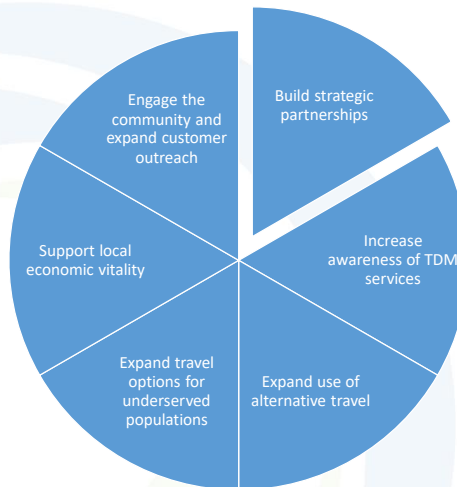 Build strategic
partnerships
Increase
awareness of TDM
services
Expand use of
alternative travel
Expand travel
options for
underserved
populations
Support local
economic vitality
Engage the
community and
expand customer
outreach